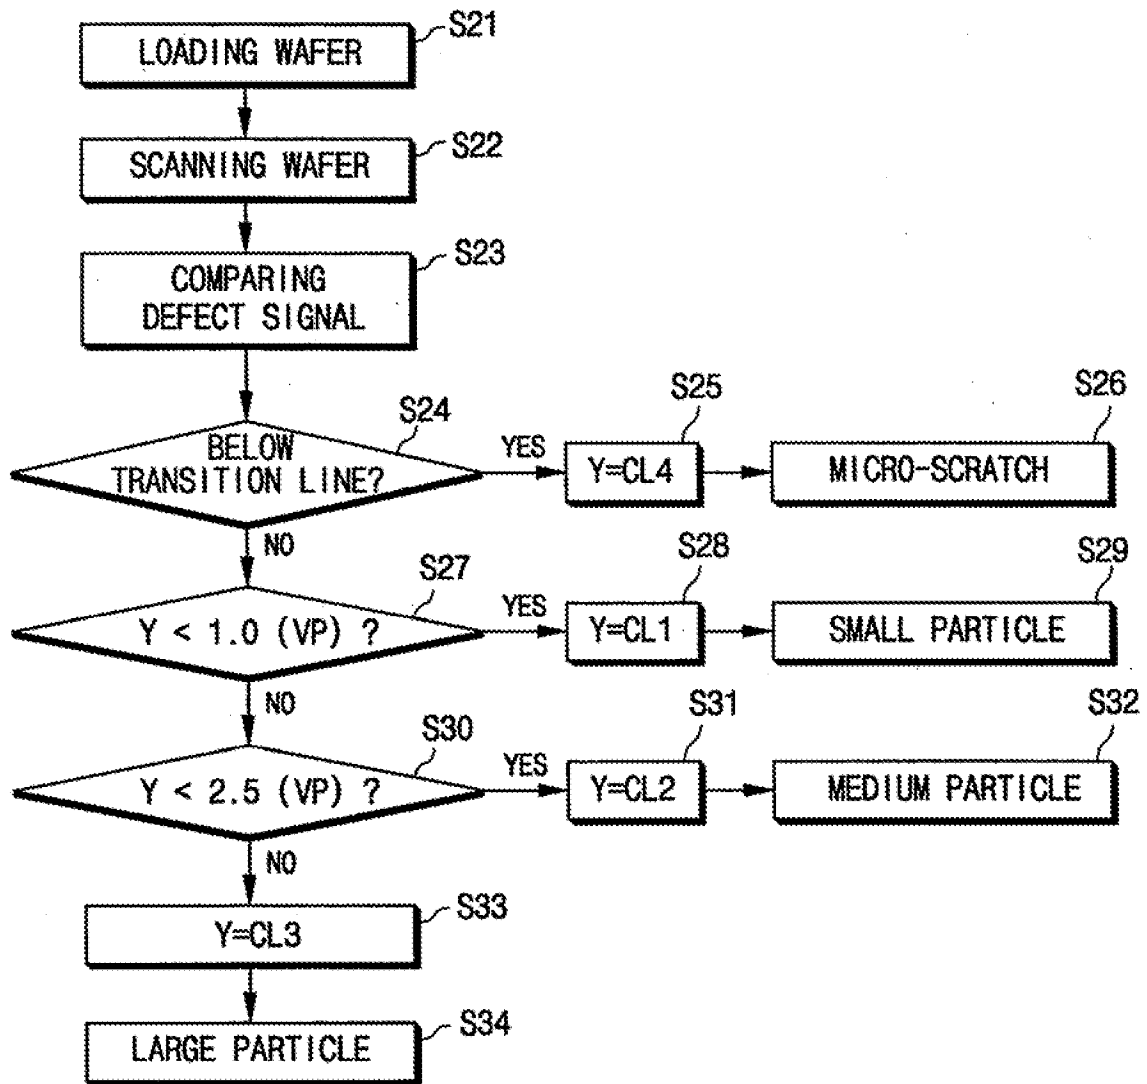 S21
LOADING WAFER
S22
SCANNING WAFER
S23
COMPARING
DEFECT SIGNAL
S24
BELOW
TRANSITION LINE?
YES
S25
Y=CL4
S26
MICRO-SCRATCH
NO
S27
Y < 1.0 (VP) ?
YES
S28
Y=CL1
S29
SMALL PARTICLE
NO
S30
Y < 2.5 (VP) ?
YES
S31
Y=CL2
S32
MEDIUM PARTICLE
NO
S33
Y=CL3
S34
LARGE PARTICLE